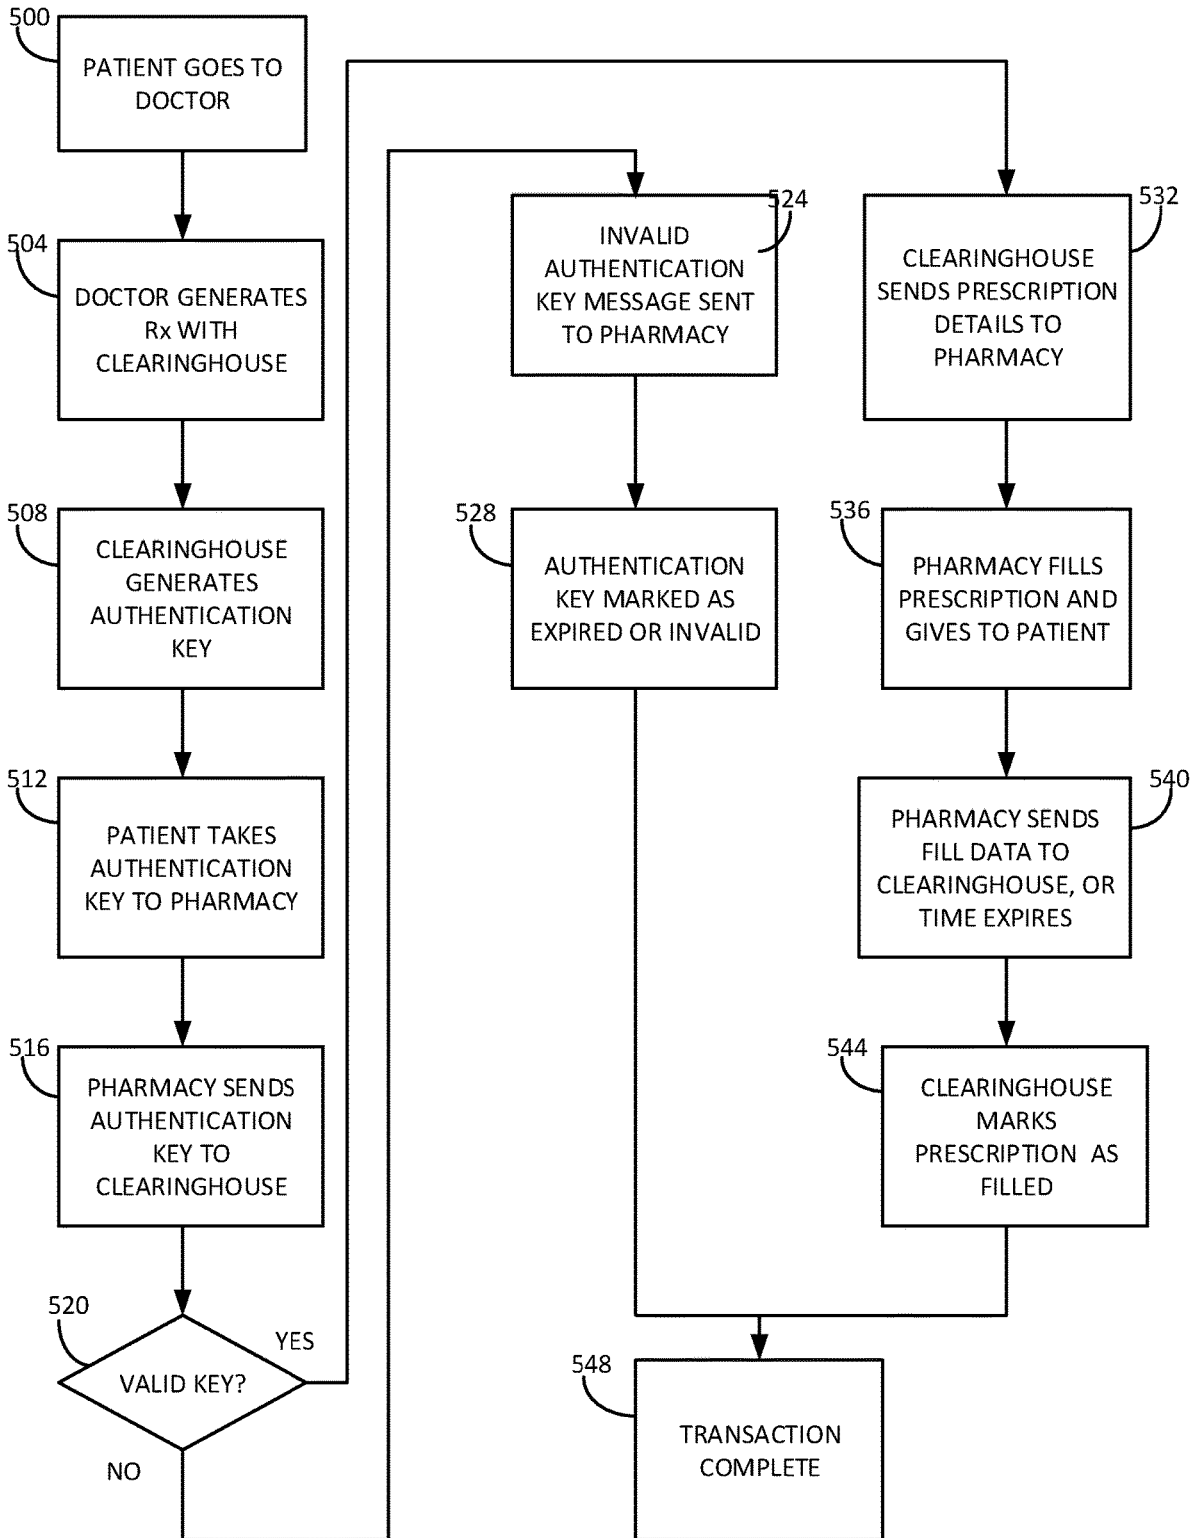 500
PATIENT GOES TO
DOCTOR
504
DOCTOR GENERATES
Rx WITH
CLEARINGHOUSE
508
CLEARINGHOUSE
GENERATES
AUTHENTICATION
KEY
512
PATIENT TAKES
AUTHENTICATION
KEY TO PHARMACY
516
PHARMACY SENDS
AUTHENTICATION
KEY TO
CLEARINGHOUSE
520
YES
VALID KEY?
NO
524
INVALID
AUTHENTICATION
KEY MESSAGE SENT
TO PHARMACY
528
AUTHENTICATION
KEY MARKED AS
EXPIRED OR INVALID
532
CLEARINGHOUSE
SENDS PRESCRIPTION
DETAILS TO
PHARMACY
536
PHARMACY FILLS
PRESCRIPTION AND
GIVES TO PATIENT
540
PHARMACY SENDS
FILL DATA TO
CLEARINGHOUSE, OR
TIME EXPIRES
544
CLEARINGHOUSE
MARKS
PRESCRIPTION AS
FILLED
548
TRANSACTION
COMPLETE